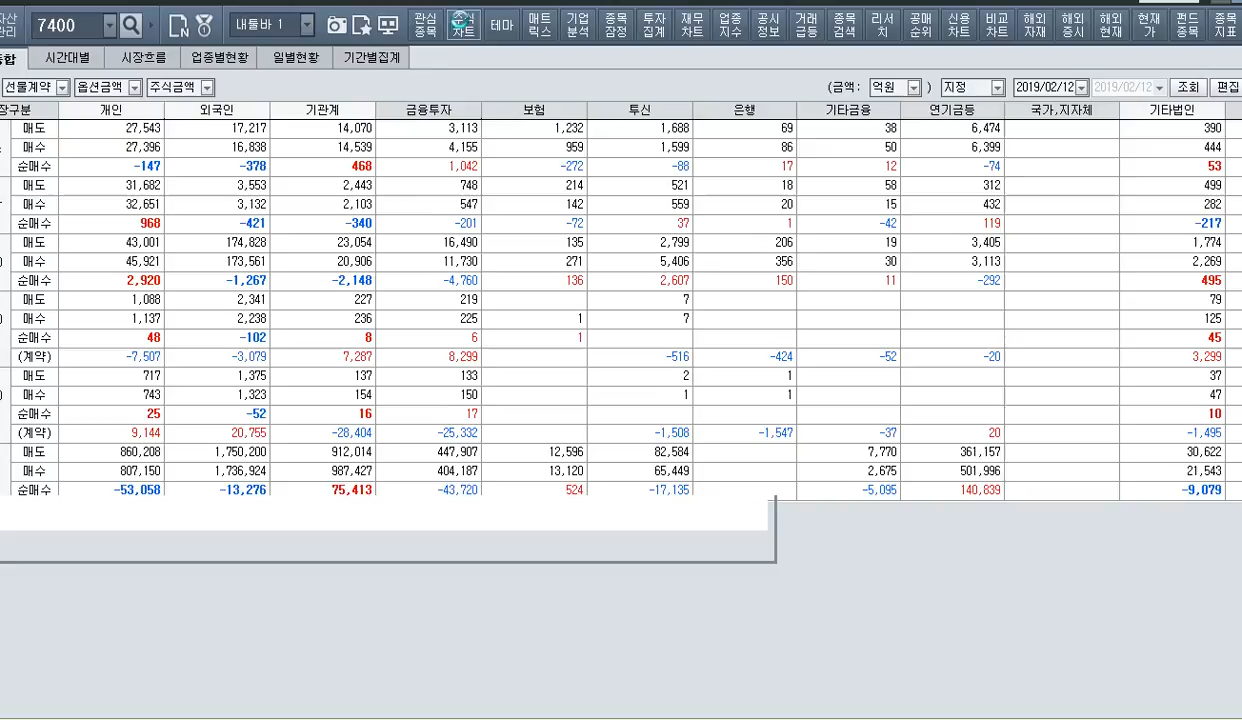 자산 7400 내툴바 1 관심 주식 테마 매트 기업 종목 투자 재무 업종 공시 거래 종목 리서 공매 신용 비교 해외 해외 해외 현재 펀드 종목
관리 종목 차트 릭스 분석 잠정 집계 차트 지수 정보 급등 검색 치 순위 차트 차트 자재 증시 현재 가 종목 지표
시간대별 시장흐름 업종별현황 일별현황 기간별집계
선물계약 옵션금액 주식금액 (금액: 억원 ) 지정 2019/02/12 2019/02/12 조회 편집
장구분 개인 외국인 기관계 금융투자 보험 투신 은행 기타금융 연기금등 국가,지자체 기타법인
매도 27,543 17,217 14,070 3,113 1,232 1,688 69 38 6,474 390
매수 27,396 16,838 14,539 4,155 959 1,599 86 50 6,399 444
순매수 -147 -378 468 1,042 -272 -88 17 12 -74 53
매도 31,682 3,553 2,443 748 214 521 18 58 312 499
매수 32,651 3,132 2,103 547 142 559 20 15 432 282
순매수 968 -421 -340 -201 -72 37 1 -42 119 -217
매도 43,001 174,828 23,054 16,490 135 2,799 206 19 3,405 1,774
매수 45,921 173,561 20,906 11,730 271 5,406 356 30 3,113 2,269
순매수 2,920 -1,267 -2,148 -4,760 136 2,607 150 11 -292 495
매도 1,088 2,341 227 219 7 79
매수 1,137 2,238 236 225 1 7 125
순매수 48 -102 8 6 1 45
(계약) -7,507 -3,079 7,287 8,299 -516 -424 -52 -20 3,299
매도 717 1,375 137 133 2 1 37
매수 743 1,323 154 150 1 1 47
순매수 25 -52 16 17 10
(계약) 9,144 20,755 -28,404 -25,332 -1,508 -1,547 -37 20 -1,495
매도 860,208 1,750,200 912,014 447,907 12,596 82,584 7,770 361,157 30,622
매수 807,150 1,736,924 987,427 404,187 13,120 65,449 2,675 501,996 21,543
순매수 -53,058 -13,276 75,413 -43,720 524 -17,135 -5,095 140,839 -9,079